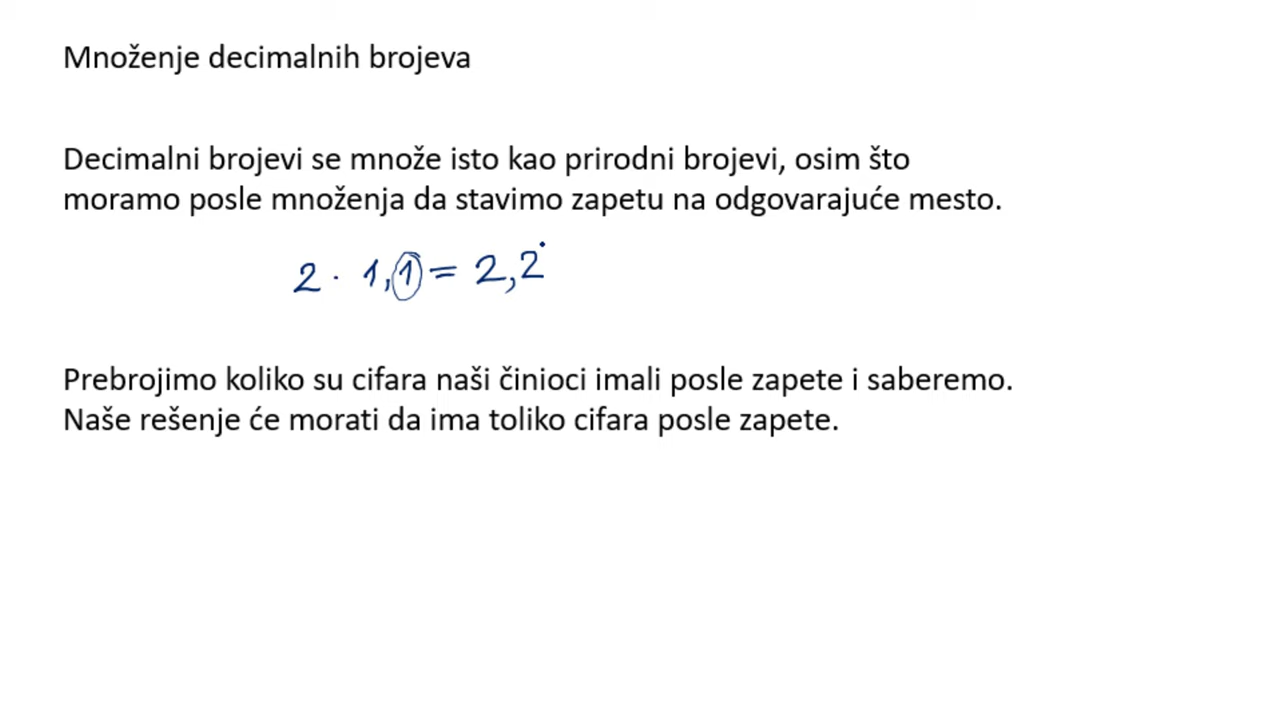 Množenje decimalnih brojeva
Decimalni brojevi se množe isto kao prirodni brojevi, osim što
moramo posle množenja da stavimo zapetu na odgovarajuće mesto.
2 · 1,1 = 2,2
Prebrojimo koliko su cifara naši činioci imali posle zapete i saberemo.
Naše rešenje će morati da ima toliko cifara posle zapete.